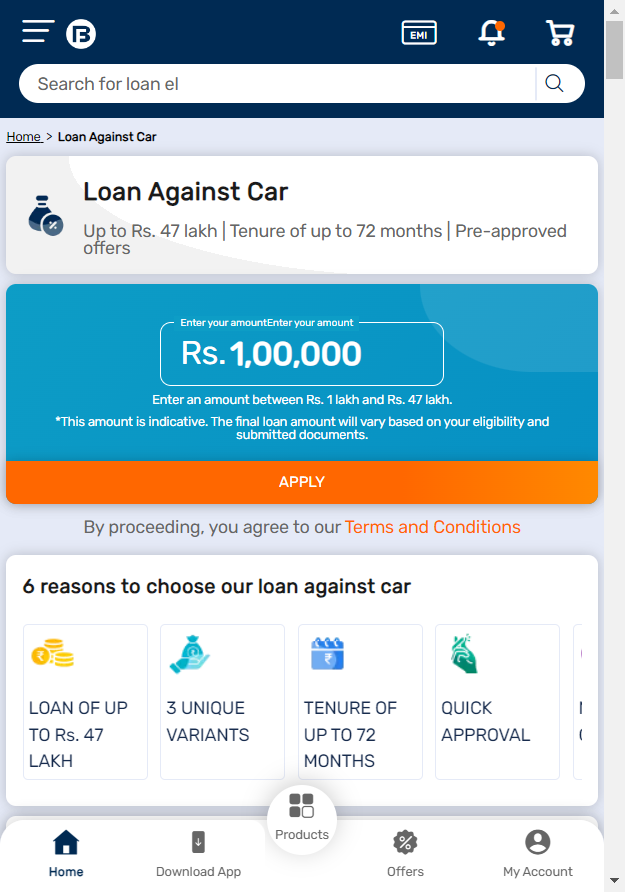 EMI
Search for loan el
Home > Loan Against Car
Loan Against Car
Up to Rs. 47 lakh | Tenure of up to 72 months | Pre-approved
offers
Enter your amountEnter your amount
Rs. 1,00,000
Enter an amount between Rs. 1 lakh and Rs. 47 lakh.
*This amount is indicative. The final loan amount will vary based on your eligibility and
submitted documents.
APPLY
By proceeding, you agree to our Terms and Conditions
6 reasons to choose our loan against car
LOAN OF UP
TO Rs. 47
LAKH
3 UNIQUE
VARIANTS
TENURE OF
UP TO 72
MONTHS
QUICK
APPROVAL
Home
Download App
Products
Offers
My Account